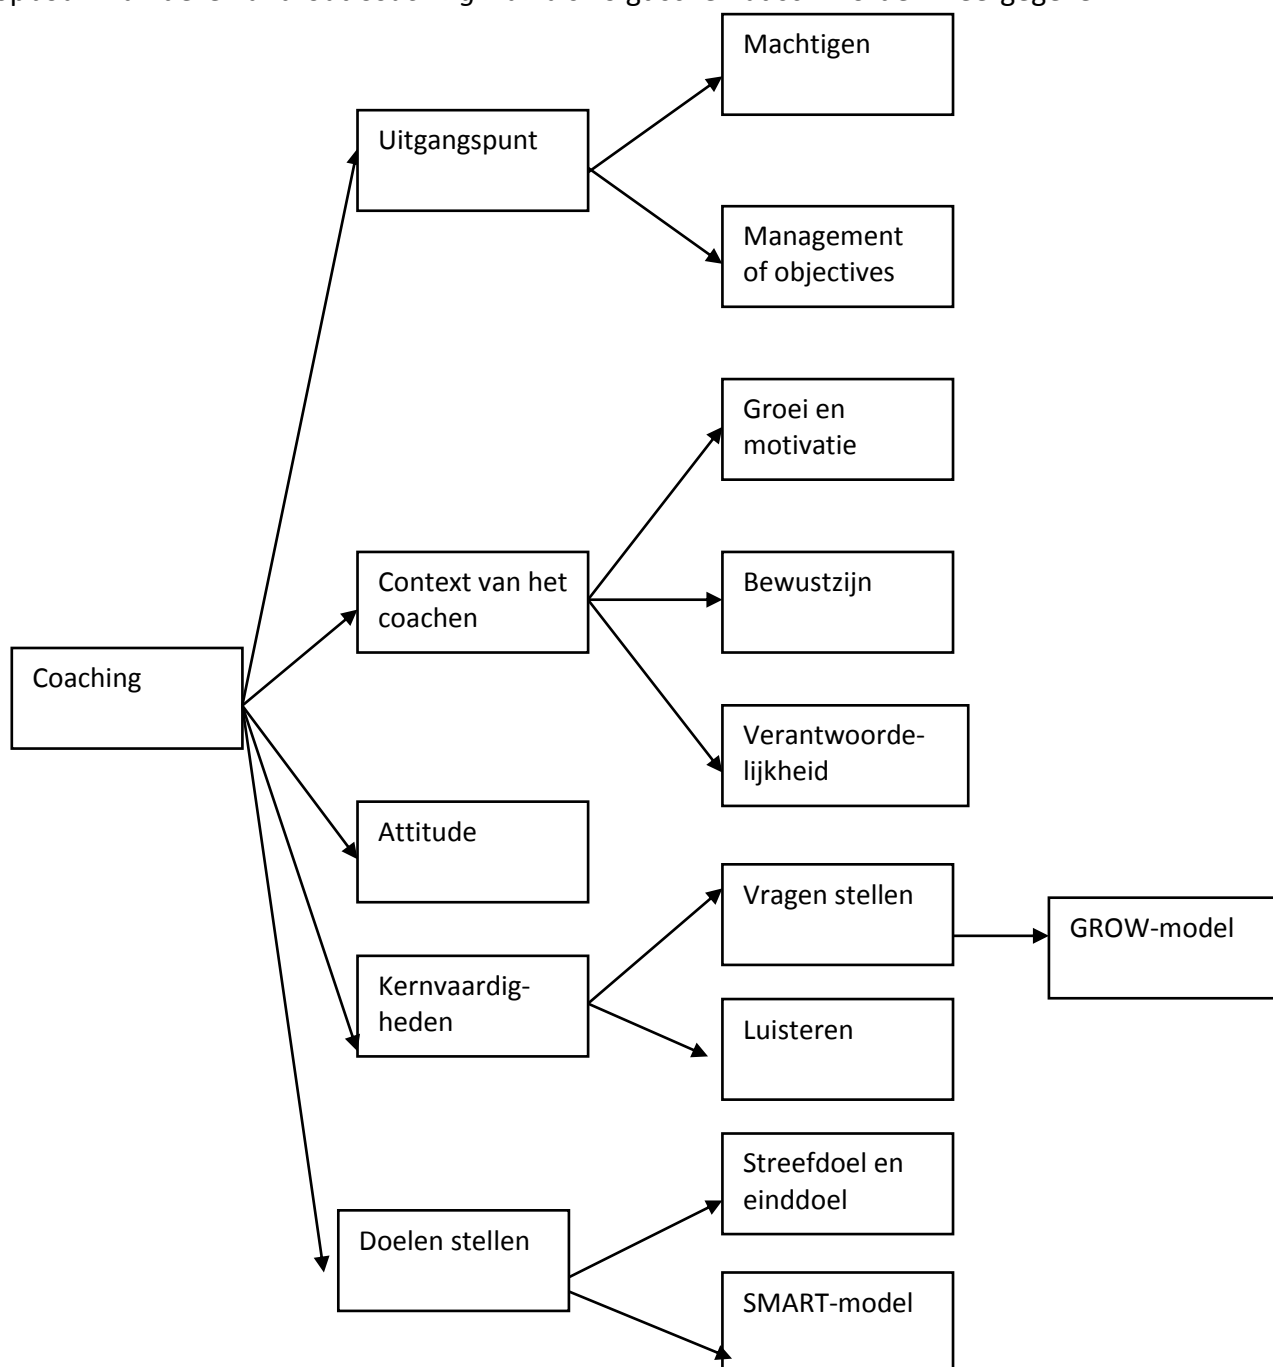 Machtigen
Uitgangspunt
Management
of objectives
Groei en
motivatie
Context van het
coachen
Bewustzijn
Coaching
Verantwoorde-
lijkheid
Attitude
Vragen stellen
GROW-model
Kernvaardig-
heden
Luisteren
Streefdoel en
einddoel
Doelen stellen
SMART-model